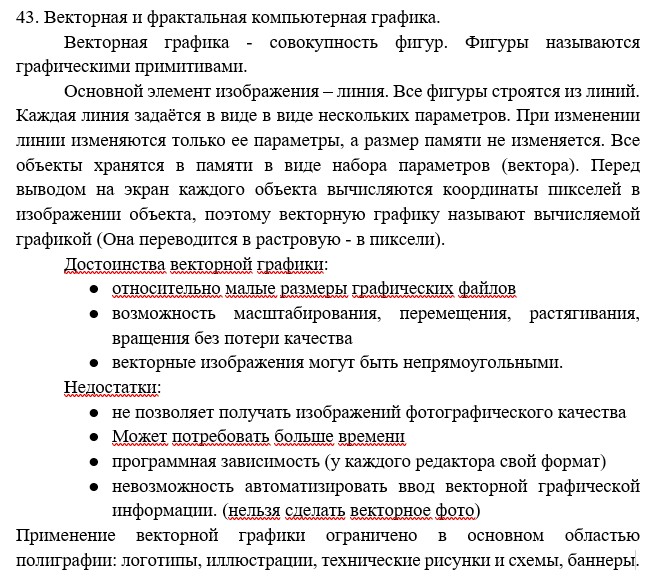 43. Векторная и фрактальная компьютерная графика.
Векторная графика - совокупность фигур. Фигуры называются
графическими примитивами.
Основной элемент изображения – линия. Все фигуры строятся из линий.
Каждая линия задаётся в виде в виде нескольких параметров. При изменении
линии изменяются только ее параметры, а размер памяти не изменяется. Все
объекты хранятся в памяти в виде набора параметров (вектора). Перед
выводом на экран каждого объекта вычисляются координаты пикселей в
изображении объекта, поэтому векторную графику называют вычисляемой
графикой (Она переводится в растровую - в пиксели).
Достоинства векторной графики:
● относительно малые размеры графических файлов
● возможность масштабирования, перемещения, растягивания,
вращения без потери качества
● векторные изображения могут быть непрямоугольными.
Недостатки:
● не позволяет получать изображений фотографического качества
● Может потребовать больше времени
● программная зависимость (у каждого редактора свой формат)
● невозможность автоматизировать ввод векторной графической
информации. (нельзя сделать векторное фото)
Применение векторной графики ограничено в основном областью
полиграфии: логотипы, иллюстрации, технические рисунки и схемы, баннеры.